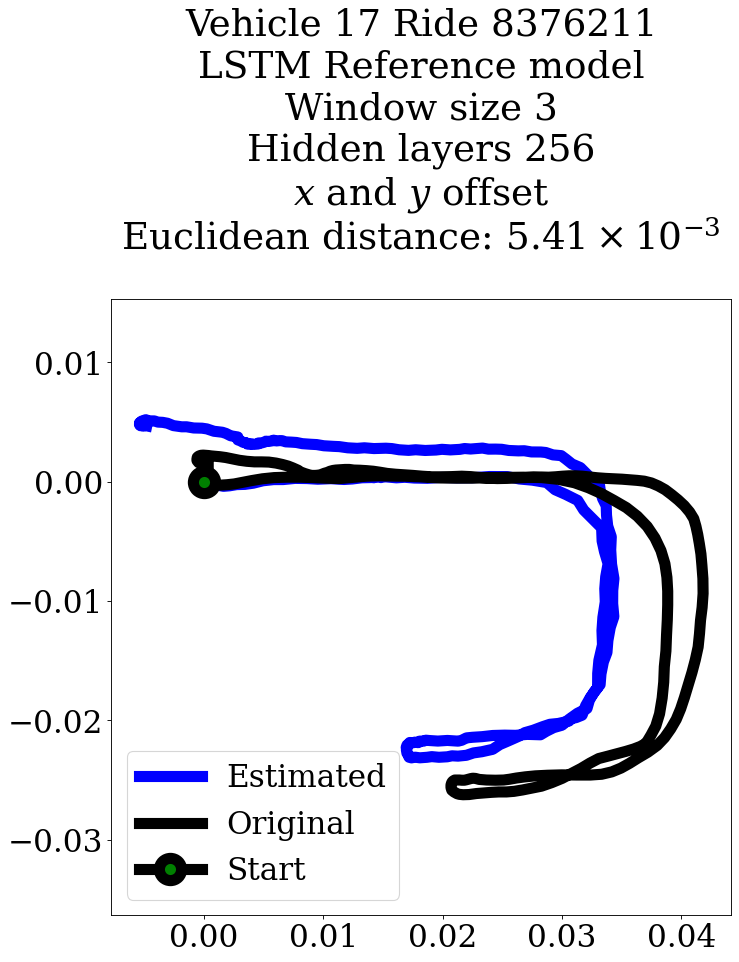 Vehicle 17 Ride 8376211
LSTM Reference model
Window size 3
Hidden layers 256
x and y offset
Euclidean distance: 5.41 × 10⁻³
0.01
0.00
−0.01
−0.02
−0.03
Estimated
Original
Start
0.00 0.01 0.02 0.03 0.04